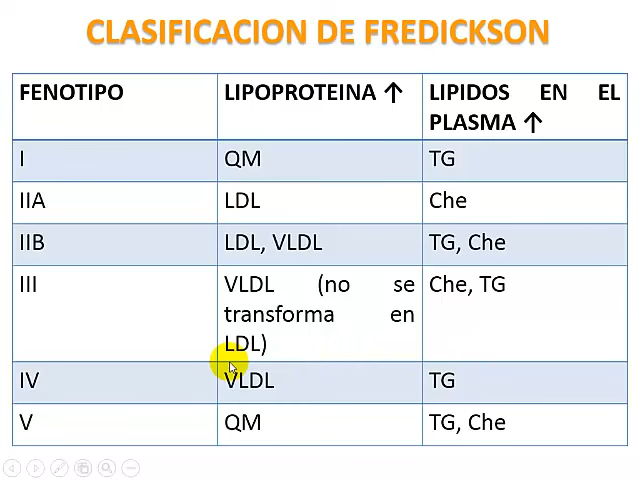 CLASIFICACION DE FREDICKSON
FENOTIPO LIPOPROTEINA ↑ LIPIDOS EN EL
PLASMA ↑
I QM TG
IIA LDL Che
IIB LDL, VLDL TG, Che
III VLDL (no se Che, TG
transforma en
LDL)
IV VLDL TG
V QM TG, Che